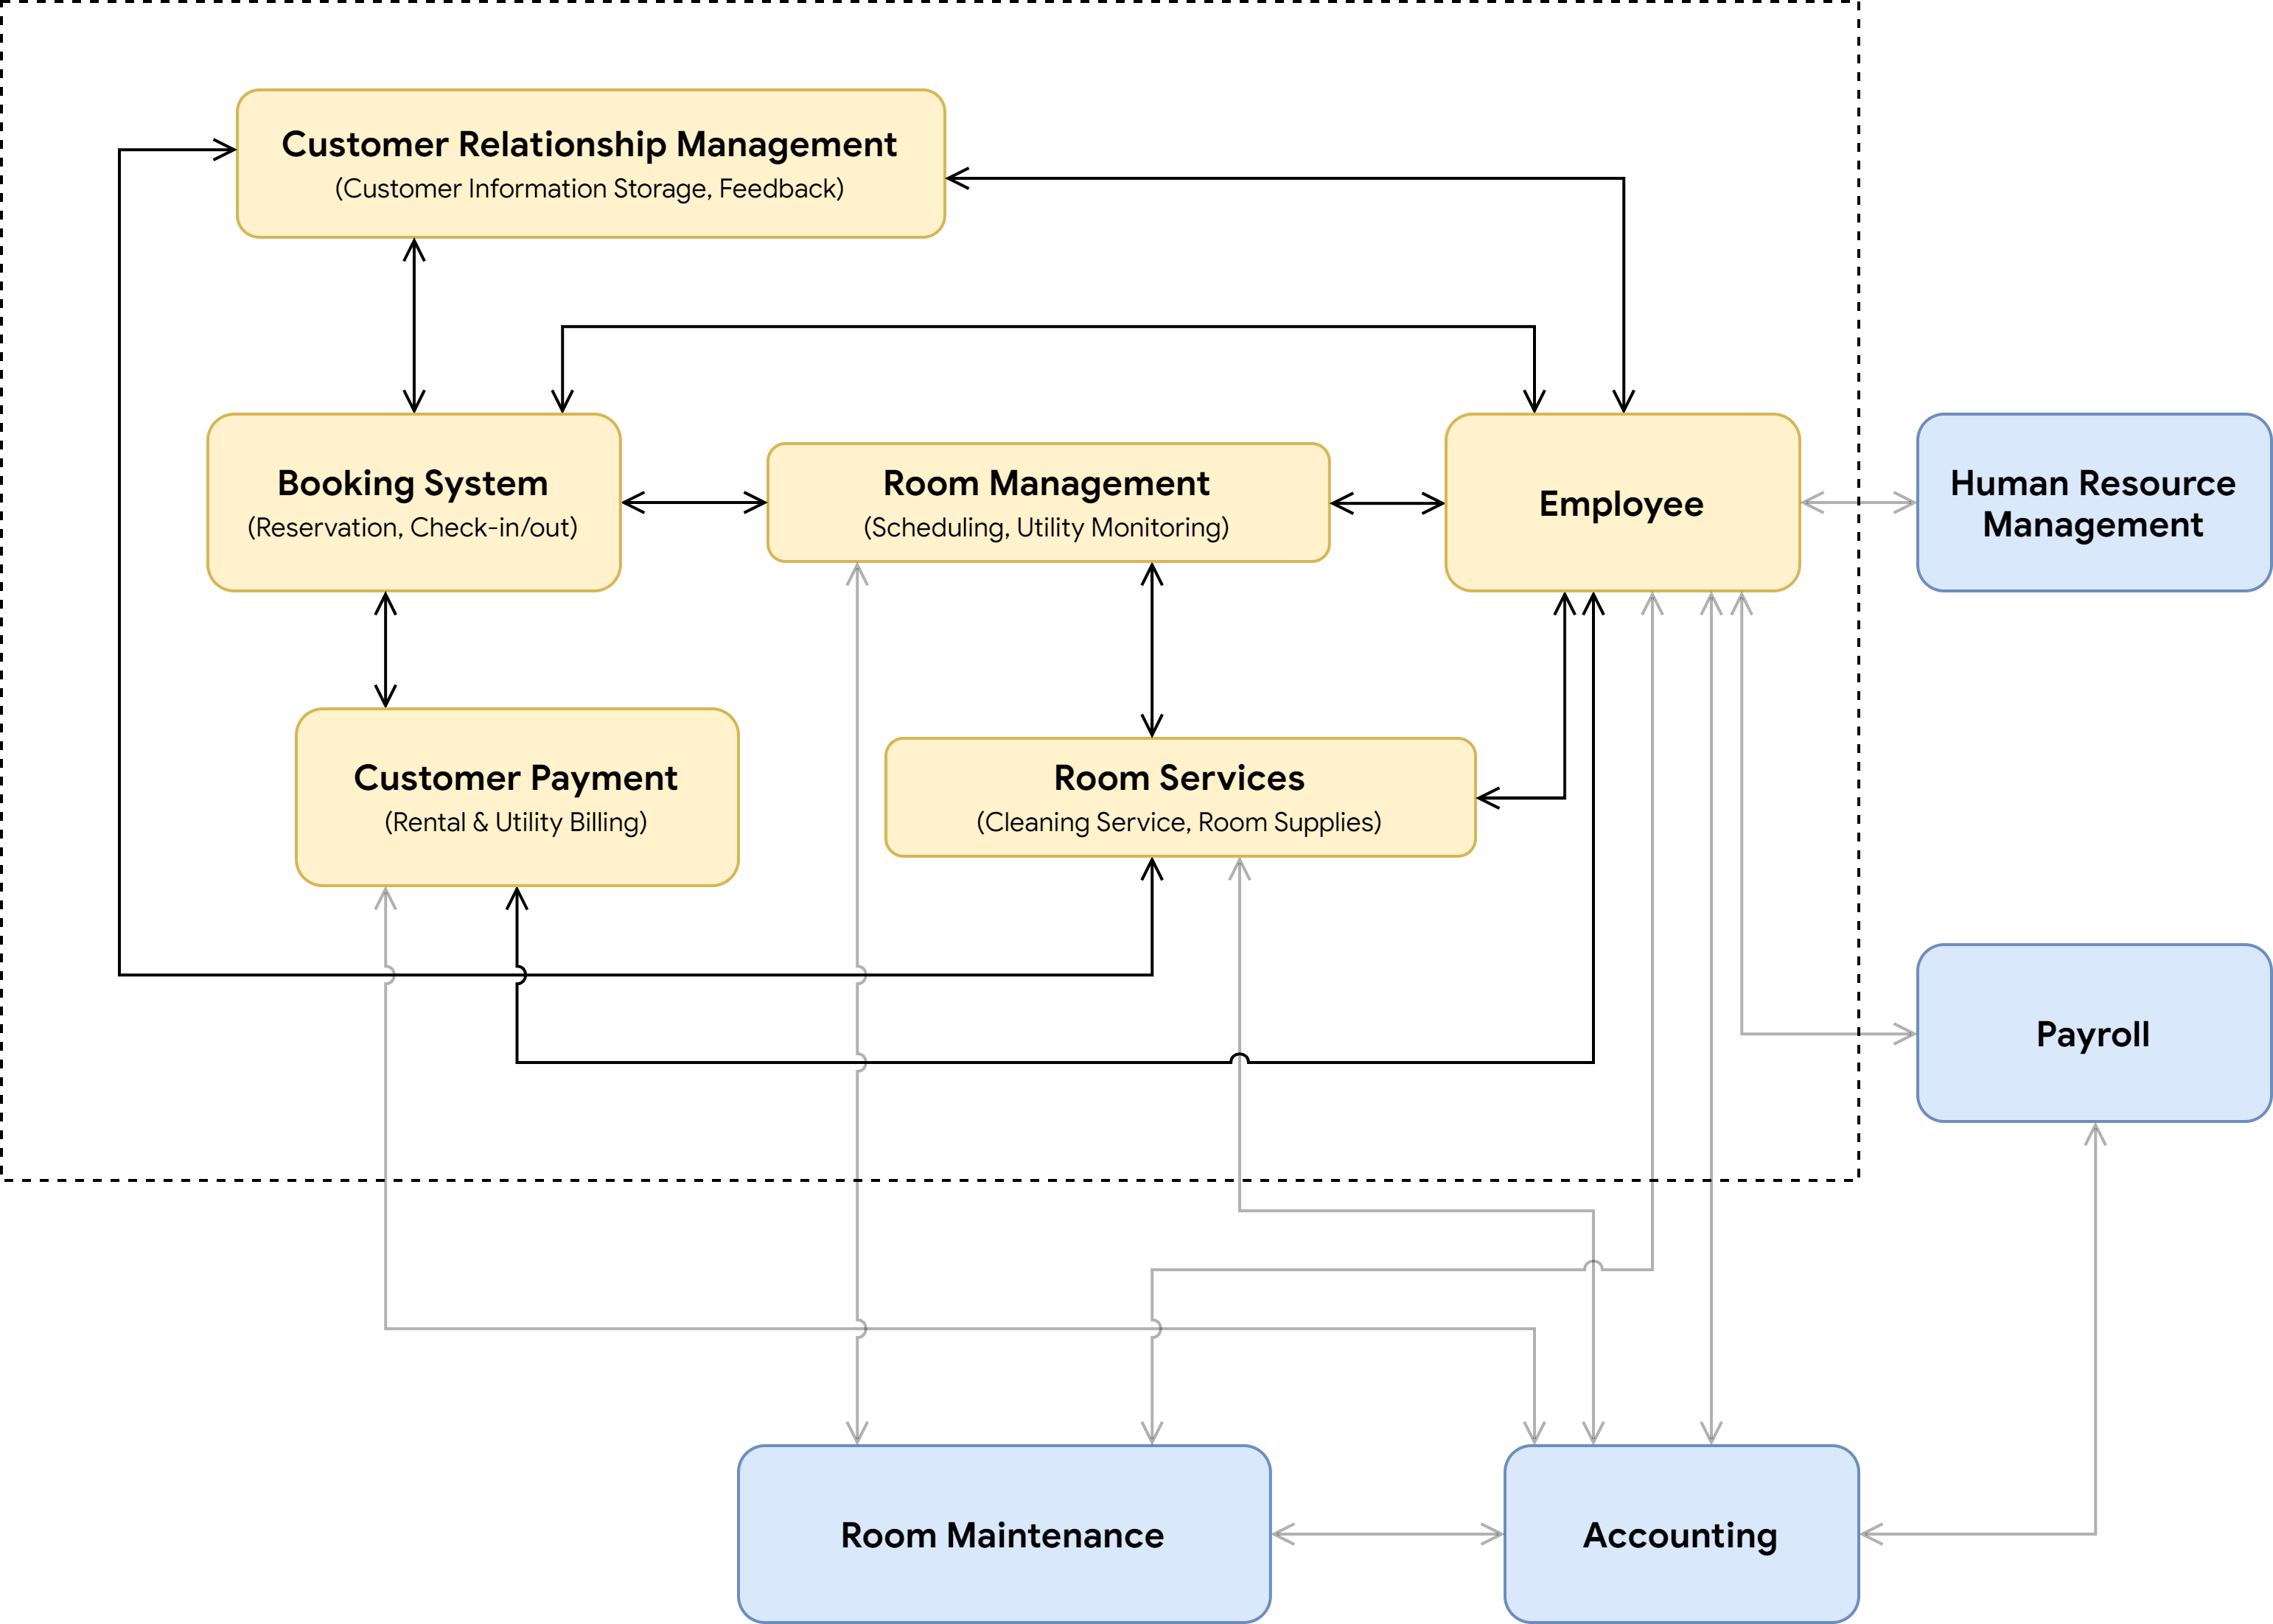 Customer Relationship Management
(Customer Information Storage, Feedback)
Booking System
(Reservation, Check-in/out)
Room Management
(Scheduling, Utility Monitoring)
Employee
Human Resource
Management
Customer Payment
(Rental & Utility Billing)
Room Services
(Cleaning Service, Room Supplies)
Payroll
Room Maintenance
Accounting